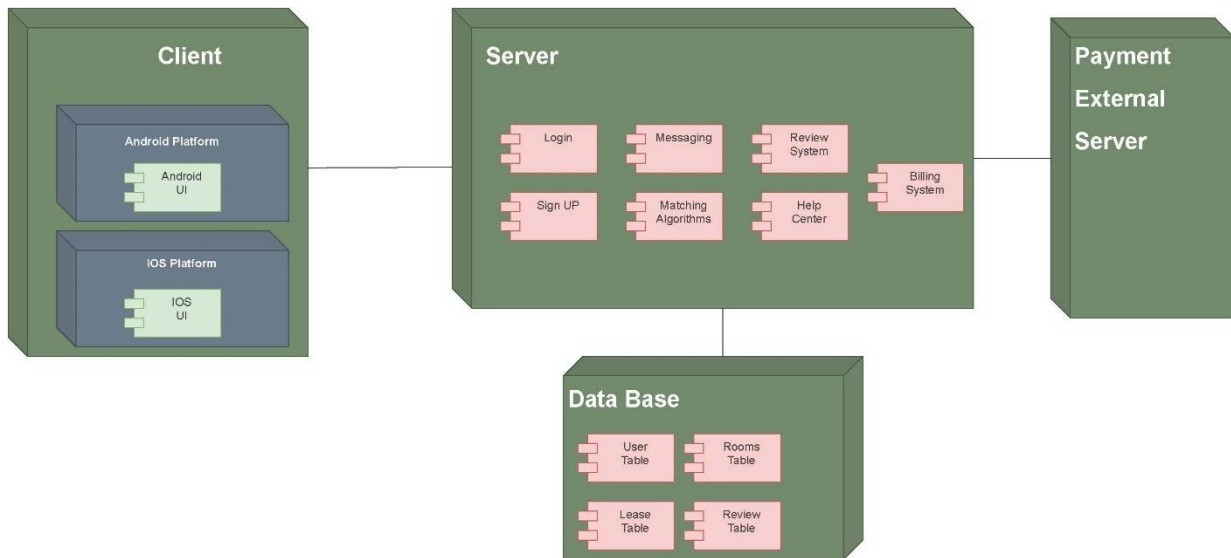 Client
Android Platform
Android
UI
iOS Platform
IOS
UI
Server
Login
Messaging
Review
System
Billing
System
Sign UP
Matching
Algorithms
Help
Center
Payment
External
Server
Data Base
User
Table
Rooms
Table
Lease
Table
Review
Table